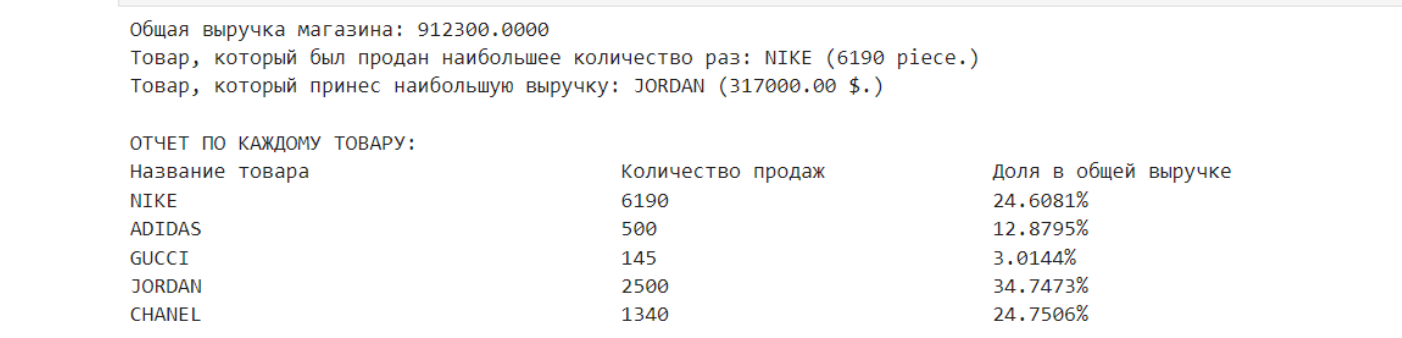 Общая выручка магазина: 912300.0000
Товар, который был продан наибольшее количество раз: NIKE (6190 piece.)
Товар, который принес наибольшую выручку: JORDAN (317000.00 $.)
ОТЧЕТ ПО КАЖДОМУ ТОВАРУ:
Название товара Количество продаж Доля в общей выручке
NIKE 6190 24.6081%
ADIDAS 500 12.8795%
GUCCI 145 3.0144%
JORDAN 2500 34.7473%
CHANEL 1340 24.7506%